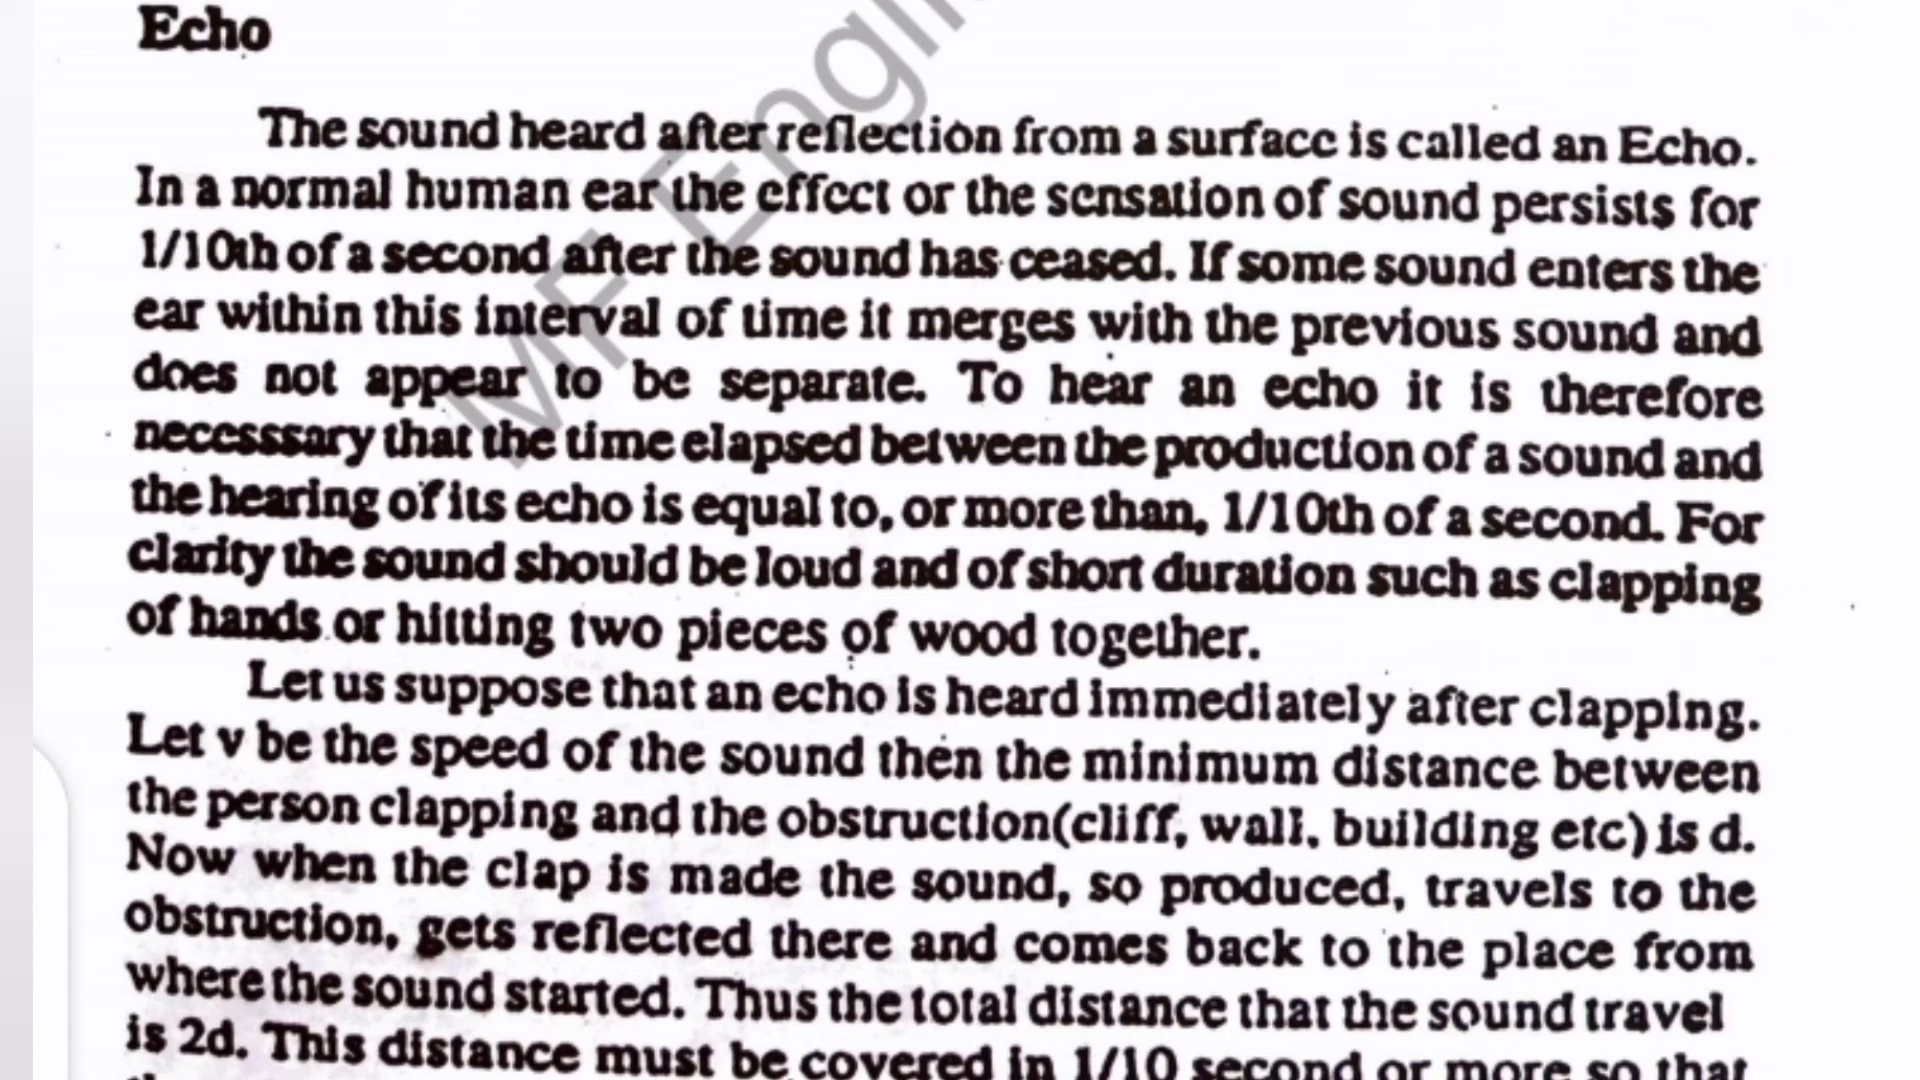 Echo
The sound heard after reflection from a surface is called an Echo.
In a normal human ear the effect or the sensation of sound persists for
1/10th of a second after the sound has ceased. If some sound enters the
ear within this interval of time it merges with the previous sound and
does not appear to be separate. To hear an echo it is therefore
necesssary that the time elapsed between the production of a sound and
the hearing of its echo is equal to, or more than, 1/10th of a second. For
clarity the sound should be loud and of short duration such as clapping
of hands or hitting two pieces of wood together.
Let us suppose that an echo is heard immediately after clapping.
Let v be the speed of the sound then the minimum distance between
the person clapping and the obstruction(cliff, wall, building etc) is d.
Now when the clap is made the sound, so produced, travels to the
obstruction, gets reflected there and comes back to the place from
where the sound started. Thus the total distance that the sound travel
is 2d. This distance must be covered in 1/10 second or more so that
MF